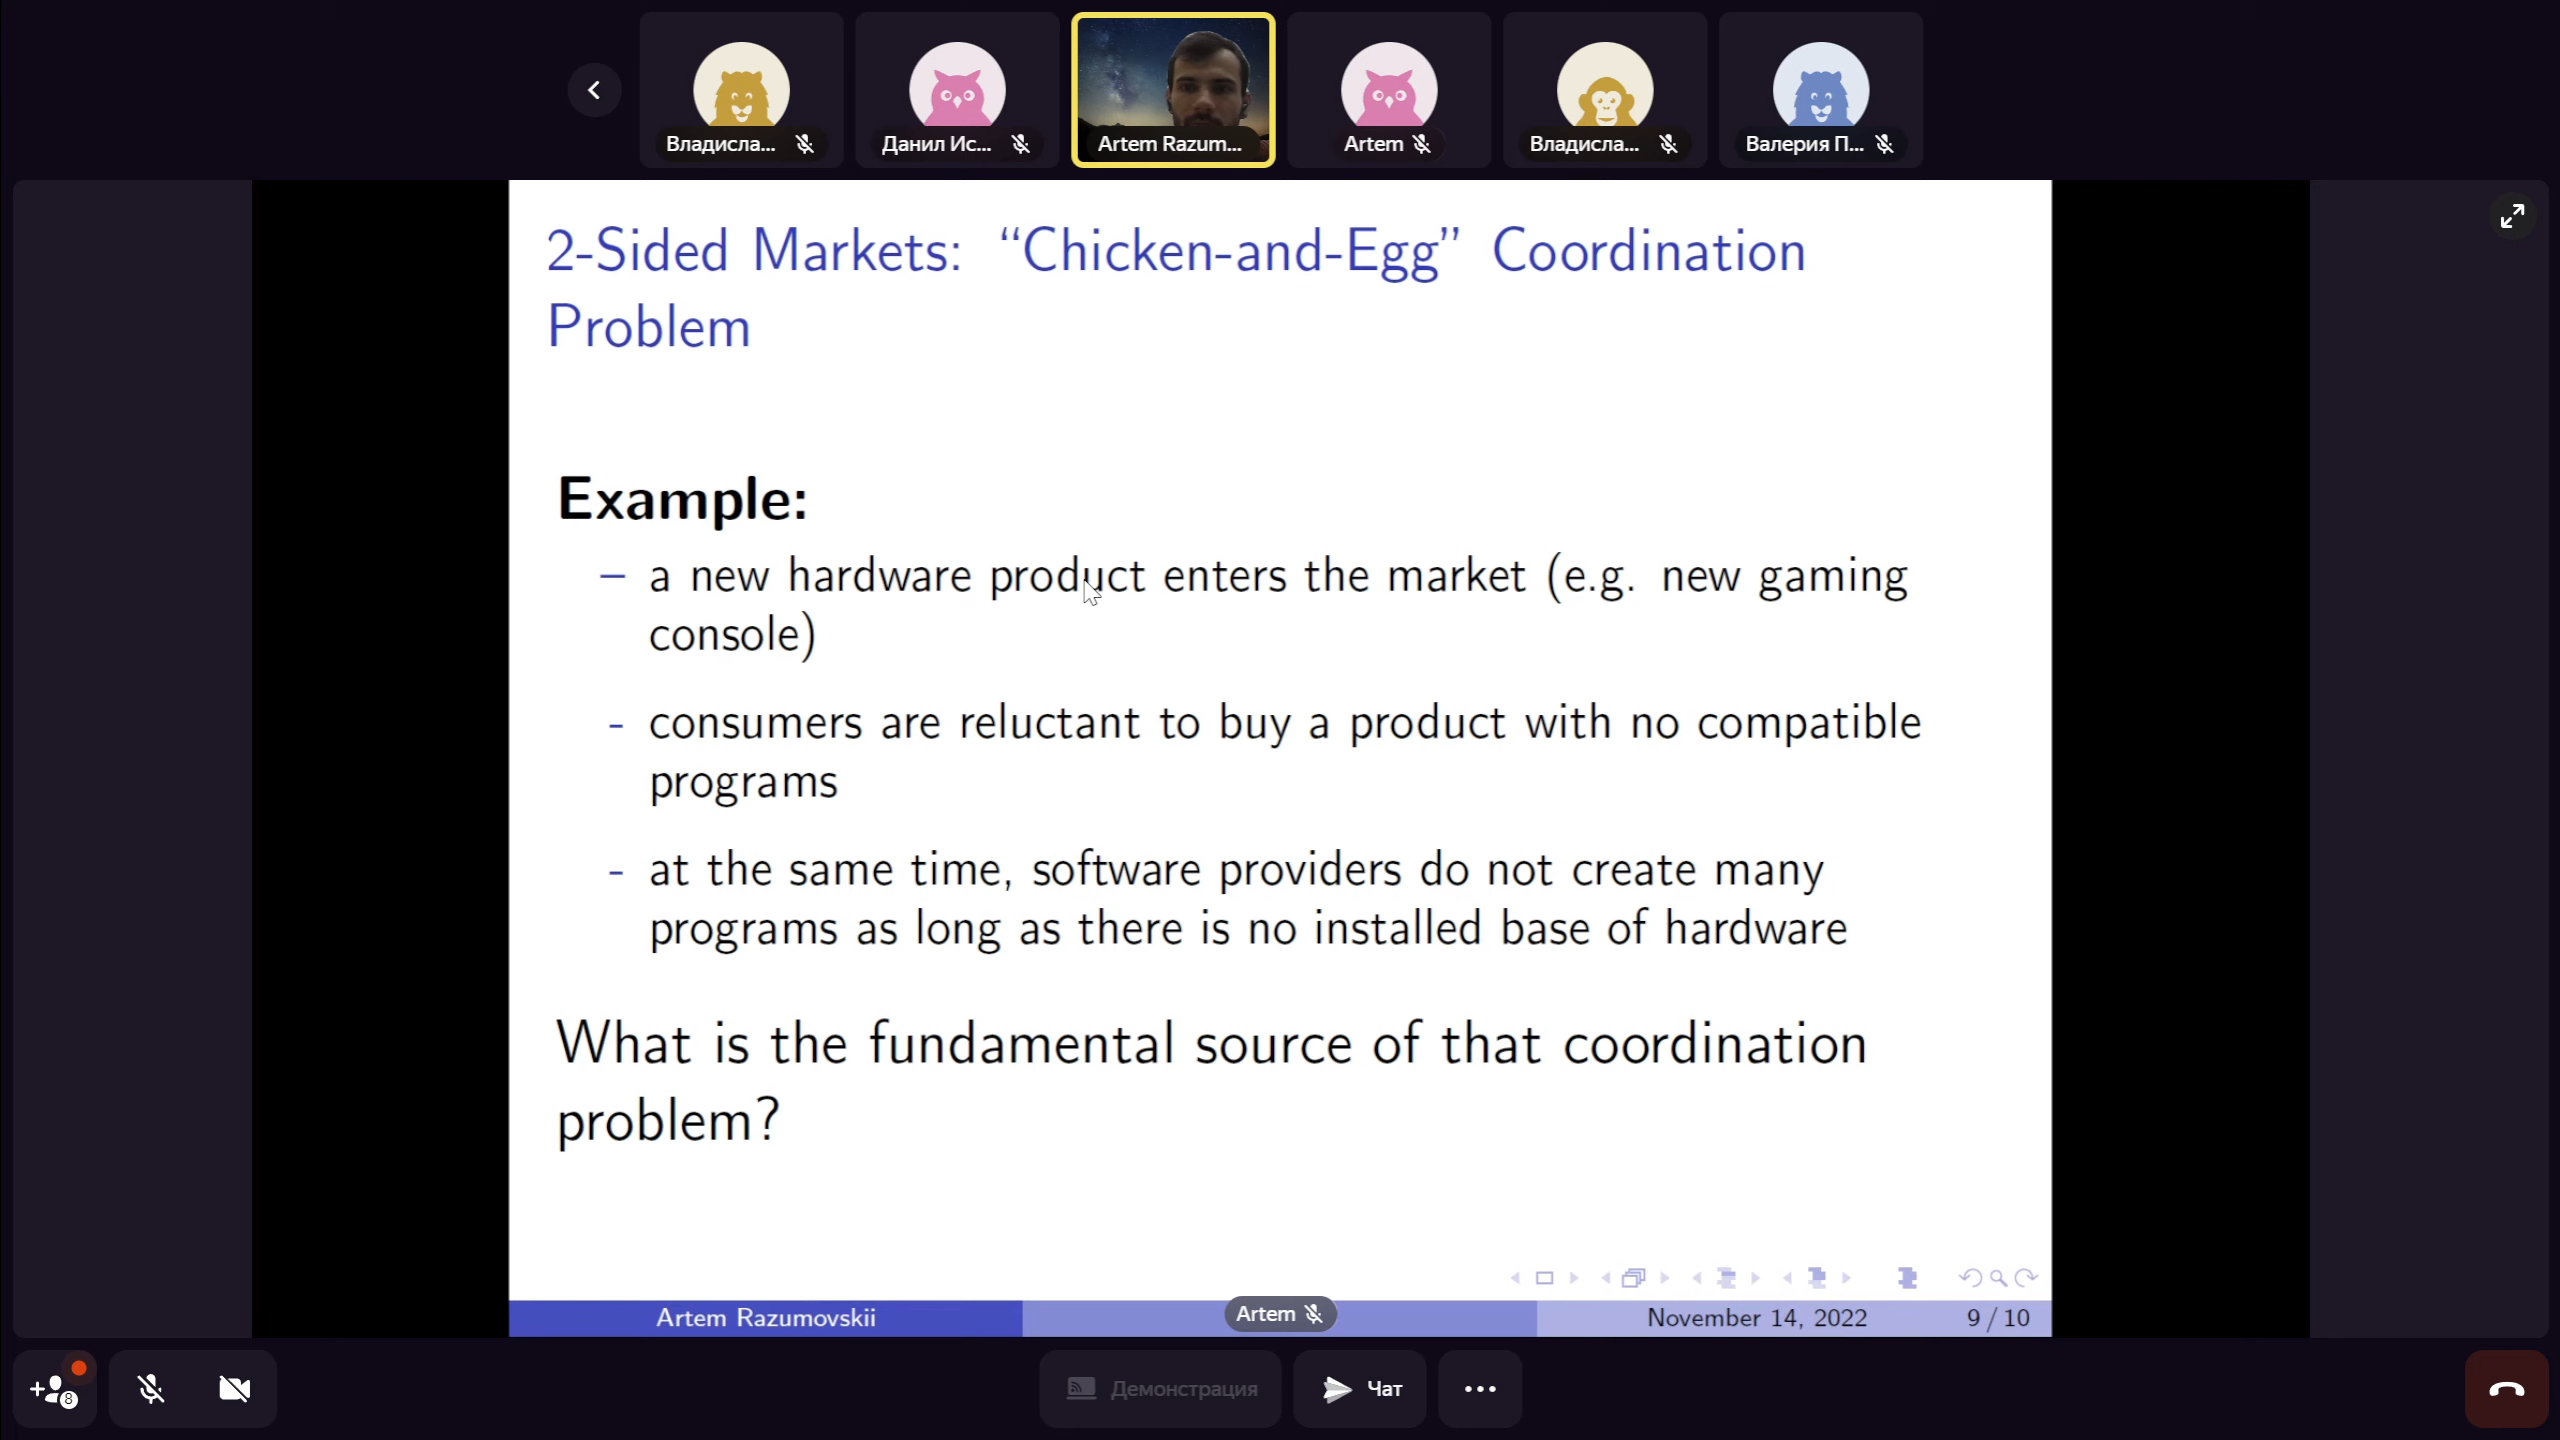 Владисла...
Данил Ис...
Artem Razum...
Artem
Владисла...
Валерия П...
2-Sided Markets: “Chicken-and-Egg” Coordination
Problem
Example:
– a new hardware product enters the market (e.g. new gaming
console)
- consumers are reluctant to buy a product with no compatible
programs
- at the same time, software providers do not create many
programs as long as there is no installed base of hardware
What is the fundamental source of that coordination
problem?
Artem Razumovskii
Artem
November 14, 2022
9 / 10
8
Демонстрация
Чат